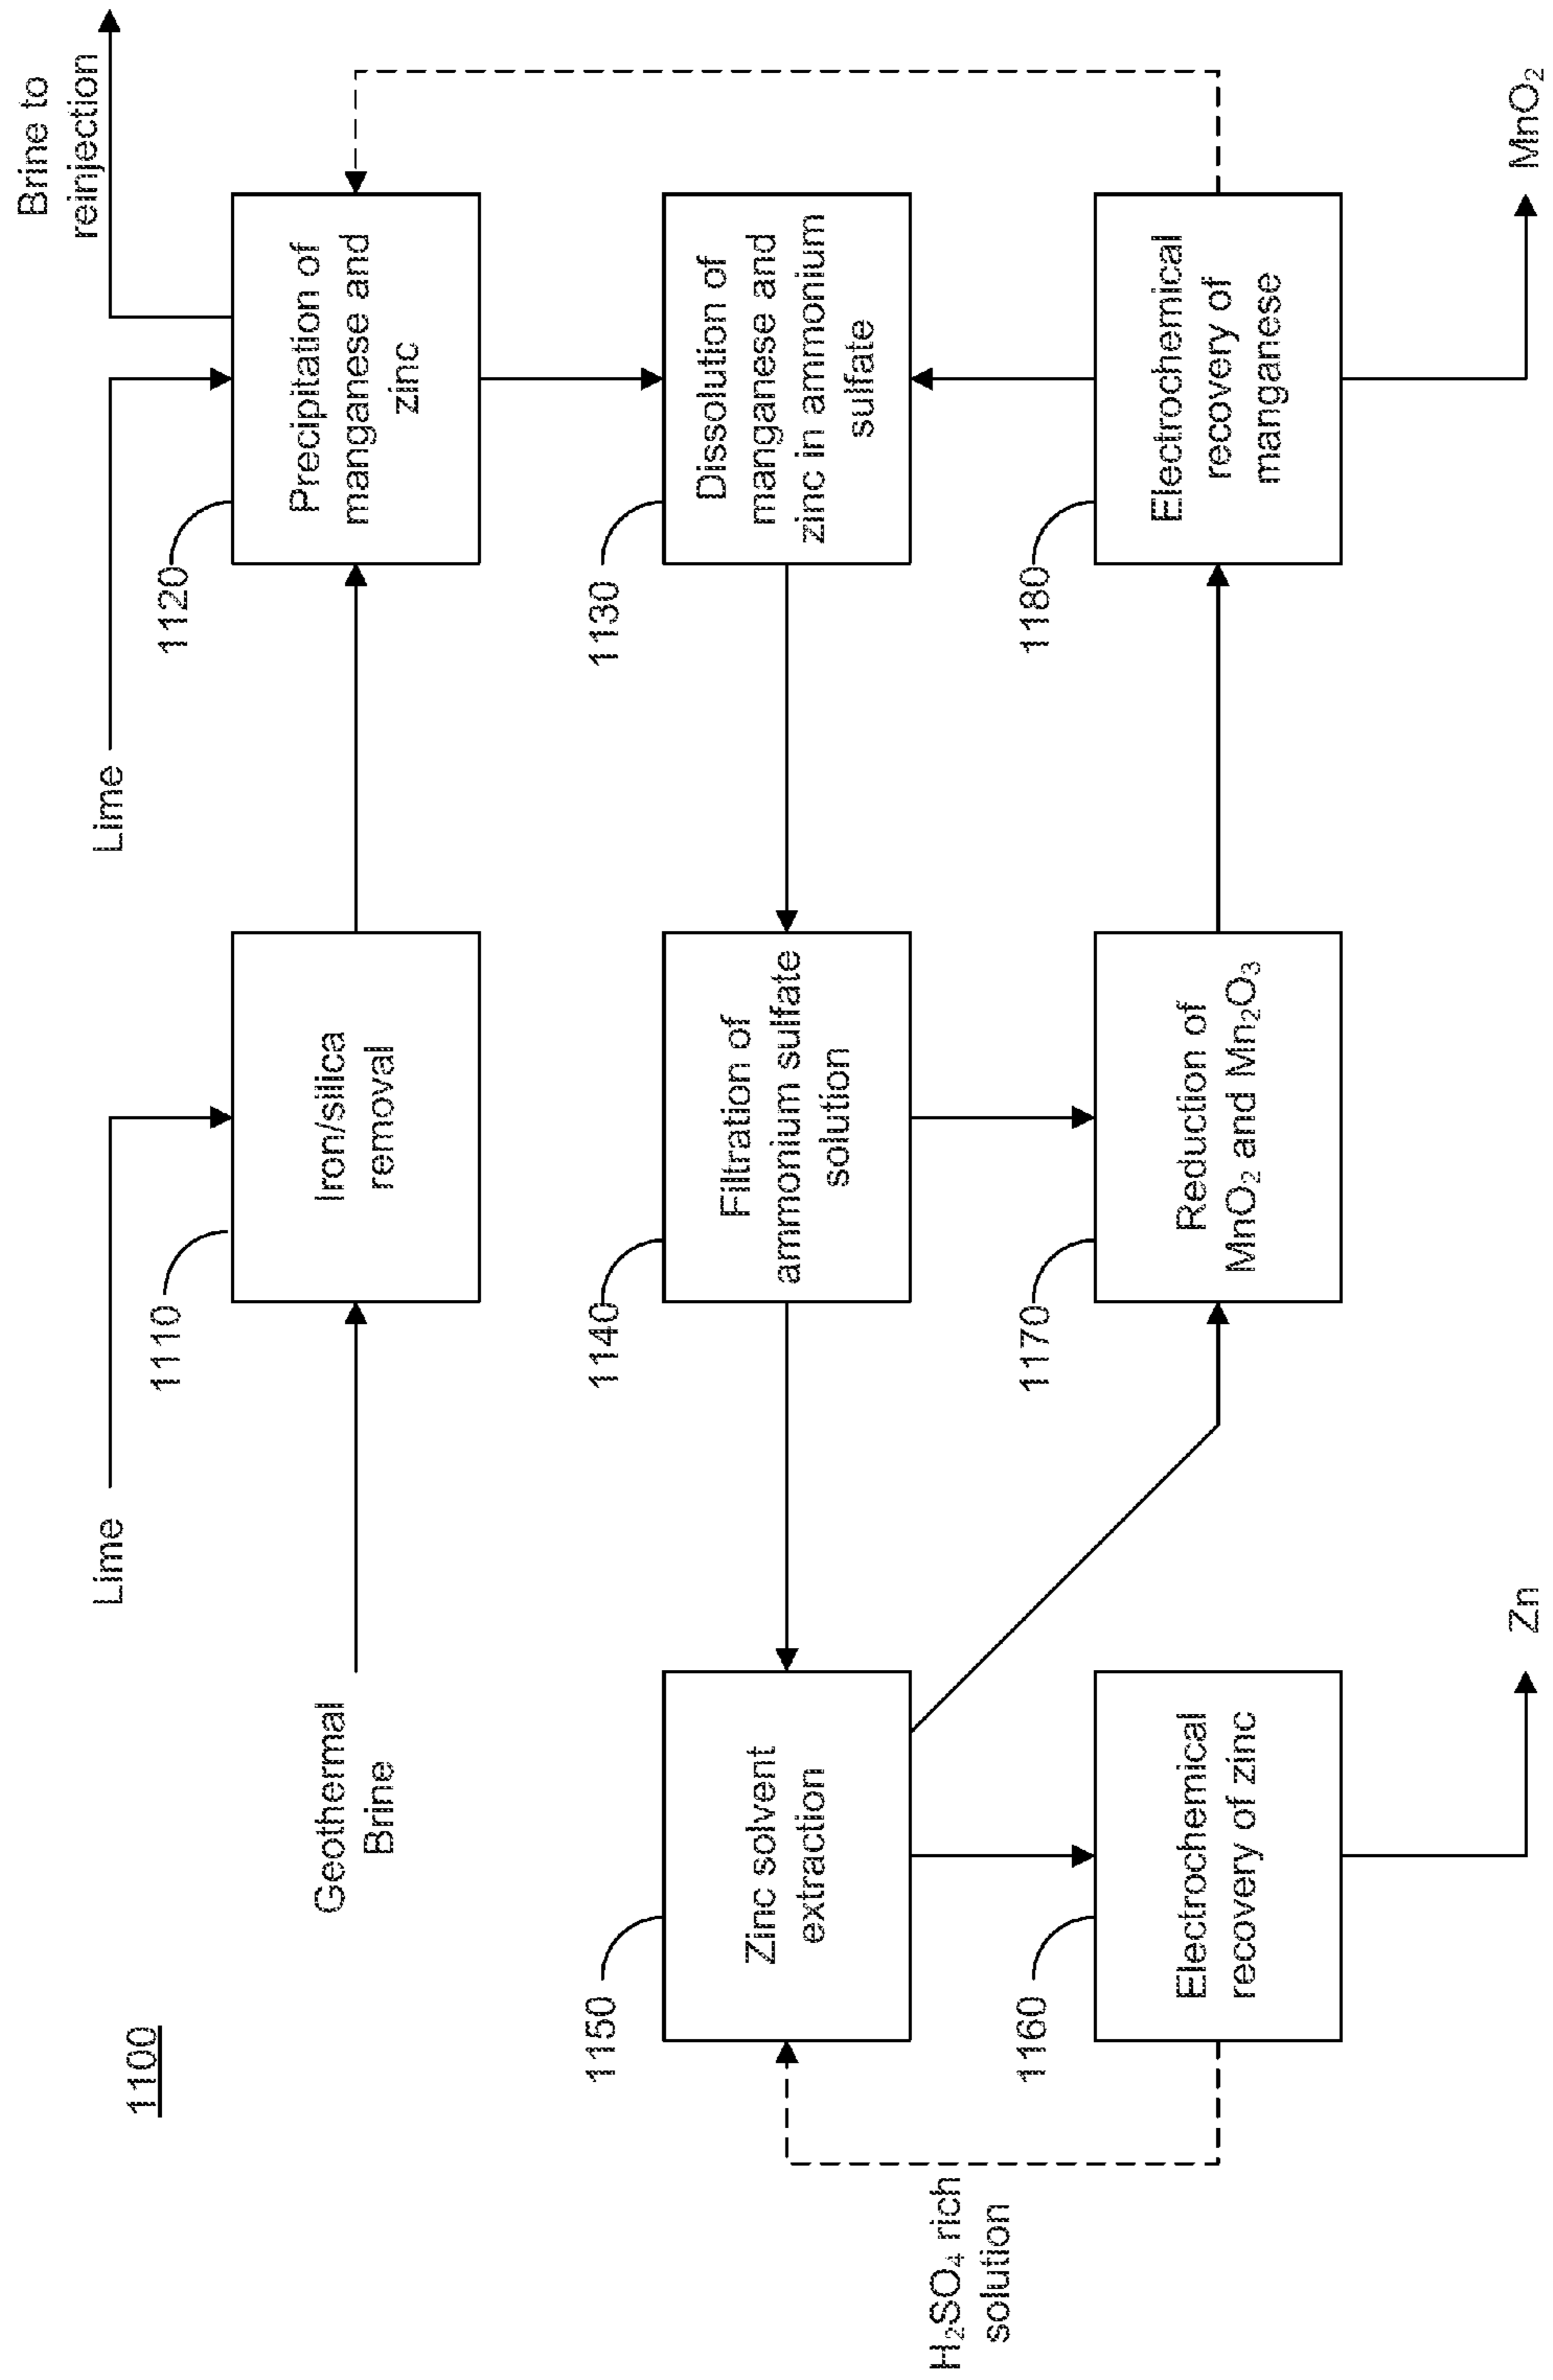 1100
Lime
Lime
Brine to
reinjection
Geothermal
Brine
1110
Iron/silica
removal
1120
Precipitation of
manganese and
zinc
1150
Zinc solvent
extraction
1140
Filtration of
ammonium sulfate
solution
1130
Dissolution of
manganese and
zinc in ammonium
sulfate
H₂SO₄ rich
solution
1160
Electrochemical
recovery of zinc
1170
Reduction of
MnO₂ and Mn₂O₃
1180
Electrochemical
recovery of
manganese
Zn
MnO₂